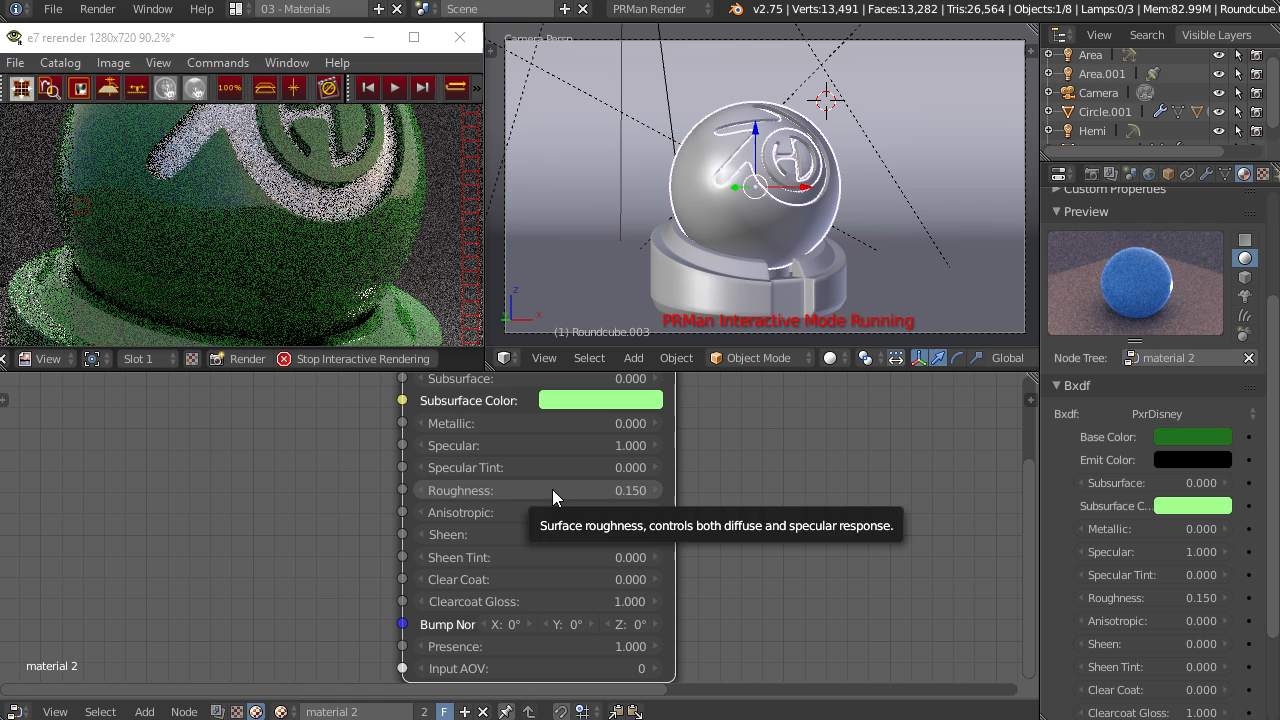 File Render Window Help 03 - Materials Scene PRMan Render v2.75 | Verts:13,491 | Faces:13,282 | Tris:26,564 | Objects:1/8 | Lamps:0/3 | Mem:82.99M | Roundcube.
e7 rerender 1280x720 90.2%*
File Catalog Image View Commands Window Help
100%
View Slot 1 Render Stop Interactive Rendering
Camera Persp
z
x
y
PRMan Interactive Mode Running
(1) Roundcube.003
View Select Add Object Object Mode Global
View Search Visible Layers
Area
Area.001
Camera
Circle.001
Hemi
Custom Properties
Preview
Node Tree: material 2
Bxdf
Bxdf: PxrDisney
Base Color:
Emit Color:
Subsurface: 0.000
Subsurface C...
Metallic: 0.000
Specular: 1.000
Specular Tint: 0.000
Roughness: 0.150
Anisotropic: 0.000
Sheen: 0.000
Sheen Tint: 0.000
Clear Coat: 0.000
Clearcoat Gloss: 1.000
Subsurface: 0.000
Subsurface Color:
Metallic: 0.000
Specular: 1.000
Specular Tint: 0.000
Roughness: 0.150
Anisotropic:
Surface roughness, controls both diffuse and specular response.
Sheen:
Sheen Tint: 0.000
Clear Coat: 0.000
Clearcoat Gloss: 1.000
Bump Nor X: 0° Y: 0° Z: 0°
Presence: 1.000
Input AOV: 0
material 2
View Select Add Node material 2 2 F